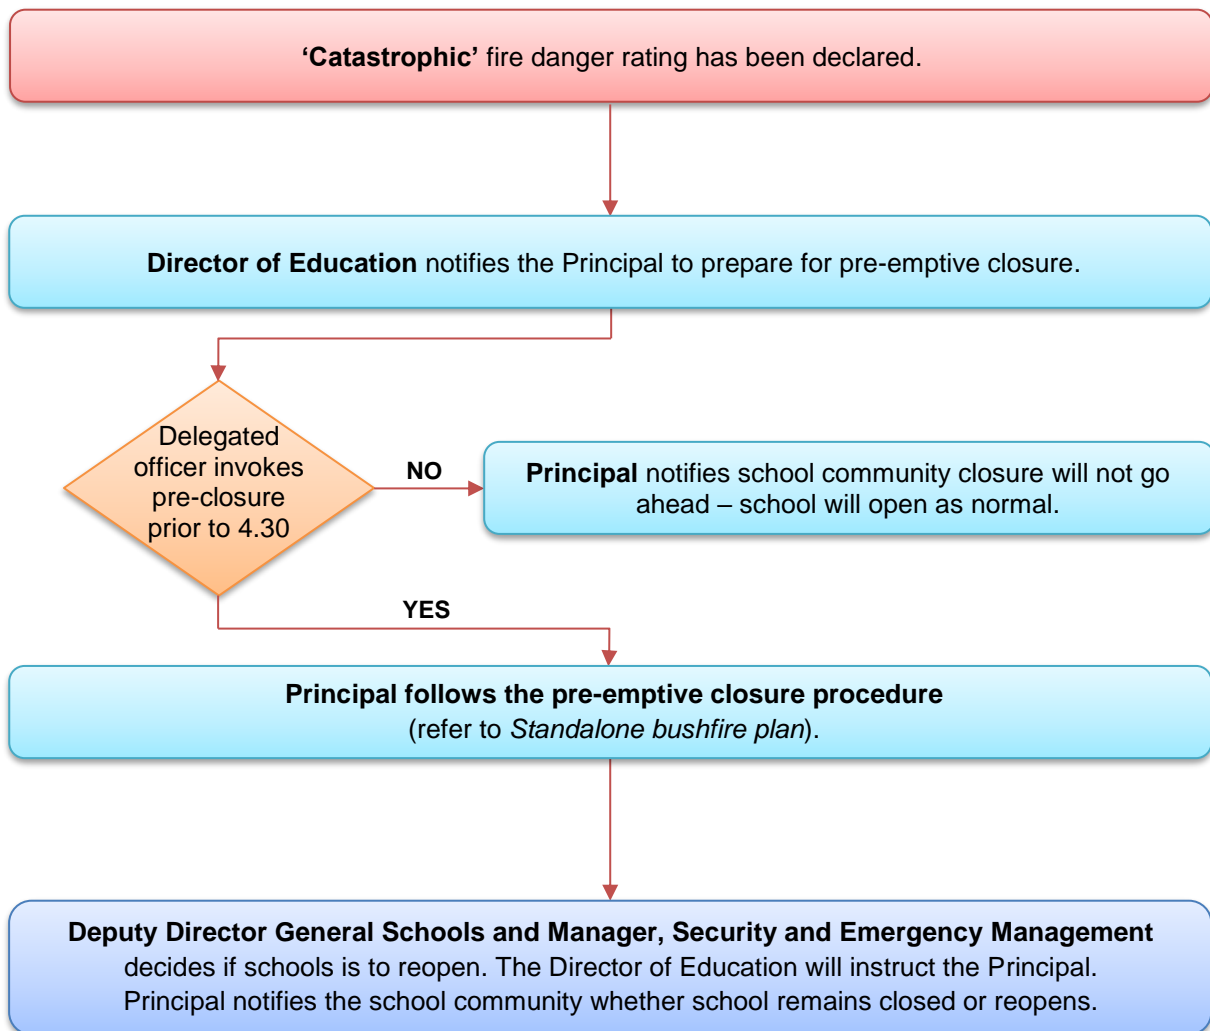 ‘Catastrophic’ fire danger rating has been declared.
Director of Education notifies the Principal to prepare for pre-emptive closure.
Delegated
officer invokes
pre-closure
prior to 4.30
NO
Principal notifies school community closure will not go
ahead – school will open as normal.
YES
Principal follows the pre-emptive closure procedure
(refer to Standalone bushfire plan).
Deputy Director General Schools and Manager, Security and Emergency Management
decides if schools is to reopen. The Director of Education will instruct the Principal.
Principal notifies the school community whether school remains closed or reopens.